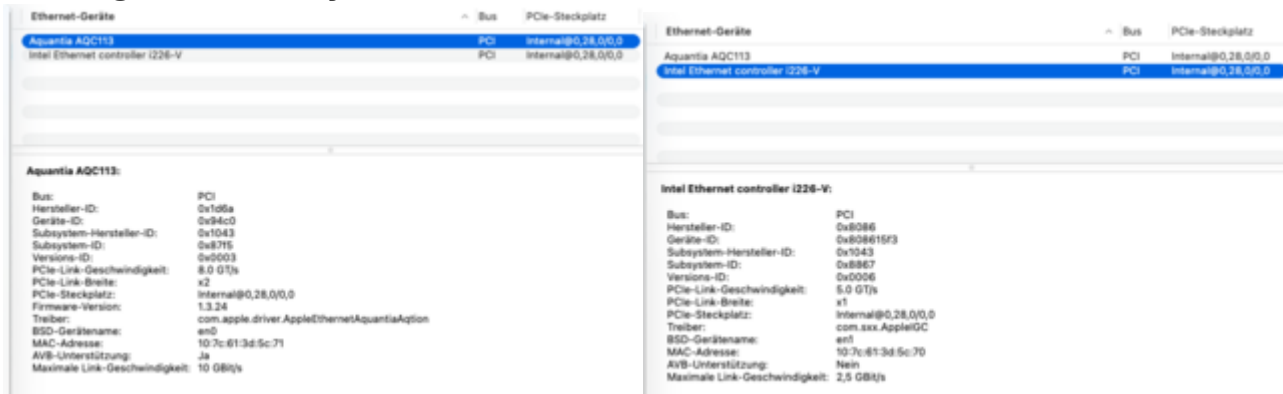 Ethernet-Geräte Bus PCIe-Steckplatz
Aquantia AQC113 PCI Internal@0,28,0/0,0
Intel Ethernet controller i226-V PCI Internal@0,28,0/0,0
Aquantia AQC113:
Bus: PCI
Hersteller-ID: 0x1d6a
Geräte-ID: 0x94c0
Subsystem-Hersteller-ID: 0x1043
Subsystem-ID: 0x87f5
Versions-ID: 0x0003
PCIe-Link-Geschwindigkeit: 8.0 GT/s
PCIe-Link-Breite: x2
PCIe-Steckplatz: Internal@0,28,0/0,0
Firmware-Version: 1.3.24
Treiber: com.apple.driver.AppleEthernetAquantiaAqtion
BSD-Gerätename: en0
MAC-Adresse: 10:7c:61:3d:5c:71
AVB-Unterstützung: Ja
Maximale Link-Geschwindigkeit: 10 GBit/s
Ethernet-Geräte Bus PCIe-Steckplatz
Aquantia AQC113 PCI Internal@0,28,0/0,0
Intel Ethernet controller i226-V PCI Internal@0,28,0/0,0
Intel Ethernet controller i226-V:
Bus: PCI
Hersteller-ID: 0x8086
Geräte-ID: 0x808615f3
Subsystem-Hersteller-ID: 0x1043
Subsystem-ID: 0x8867
Versions-ID: 0x0006
PCIe-Link-Geschwindigkeit: 5.0 GT/s
PCIe-Link-Breite: x1
PCIe-Steckplatz: Internal@0,28,0/0,0
Treiber: com.sxx.AppleIGC
BSD-Gerätename: en1
MAC-Adresse: 10:7c:61:3d:5c:70
AVB-Unterstützung: Nein
Maximale Link-Geschwindigkeit: 2,5 GBit/s